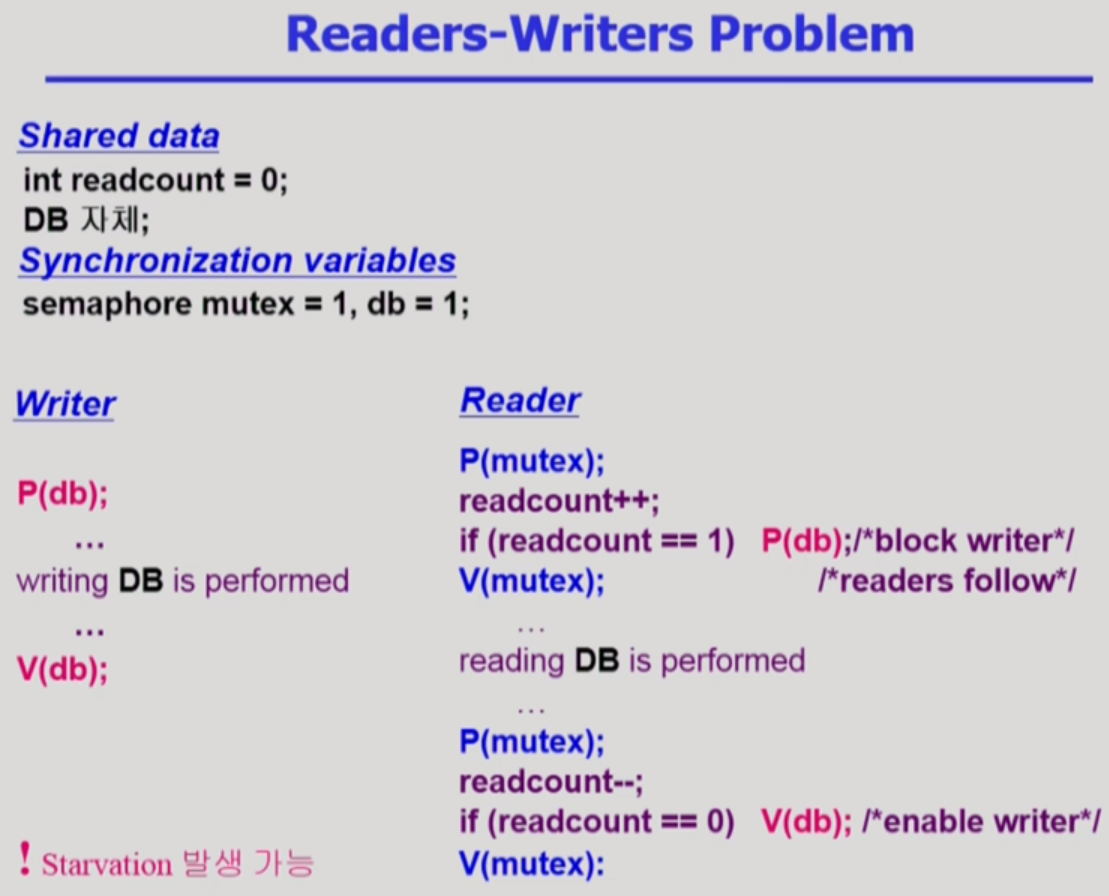 Readers-Writers Problem
Shared data
int readcount = 0;
DB 자체;
Synchronization variables
semaphore mutex = 1, db = 1;
Writer
P(db);
...
writing DB is performed
...
V(db);
! Starvation 발생 가능
Reader
P(mutex);
readcount++;
if (readcount == 1) P(db);/*block writer*/
V(mutex); /*readers follow*/
...
reading DB is performed
...
P(mutex);
readcount--;
if (readcount == 0) V(db); /*enable writer*/
V(mutex):